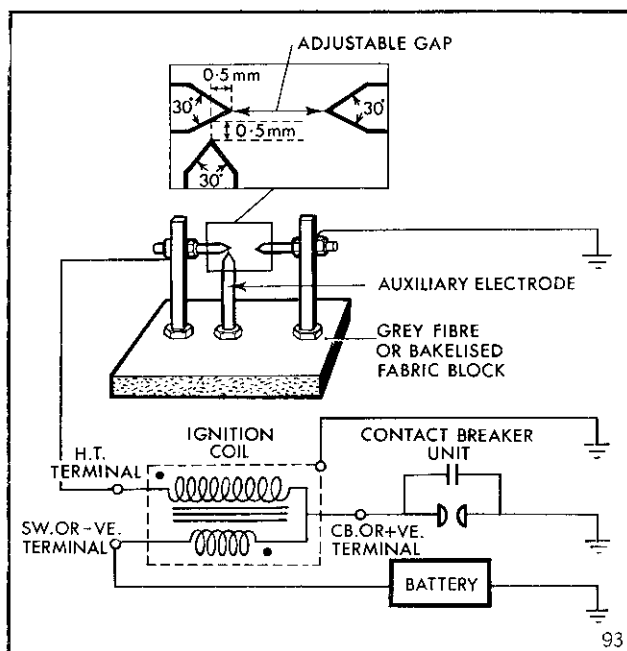 ADJUSTABLE GAP
0·5mm
30°
30°
0·5mm
30°
AUXILIARY ELECTRODE
GREY FIBRE
OR BAKELISED
FABRIC BLOCK
IGNITION
COIL
CONTACT BREAKER
UNIT
H.T.
TERMINAL
SW.OR-VE.
TERMINAL
CB.OR+VE.
TERMINAL
BATTERY
93